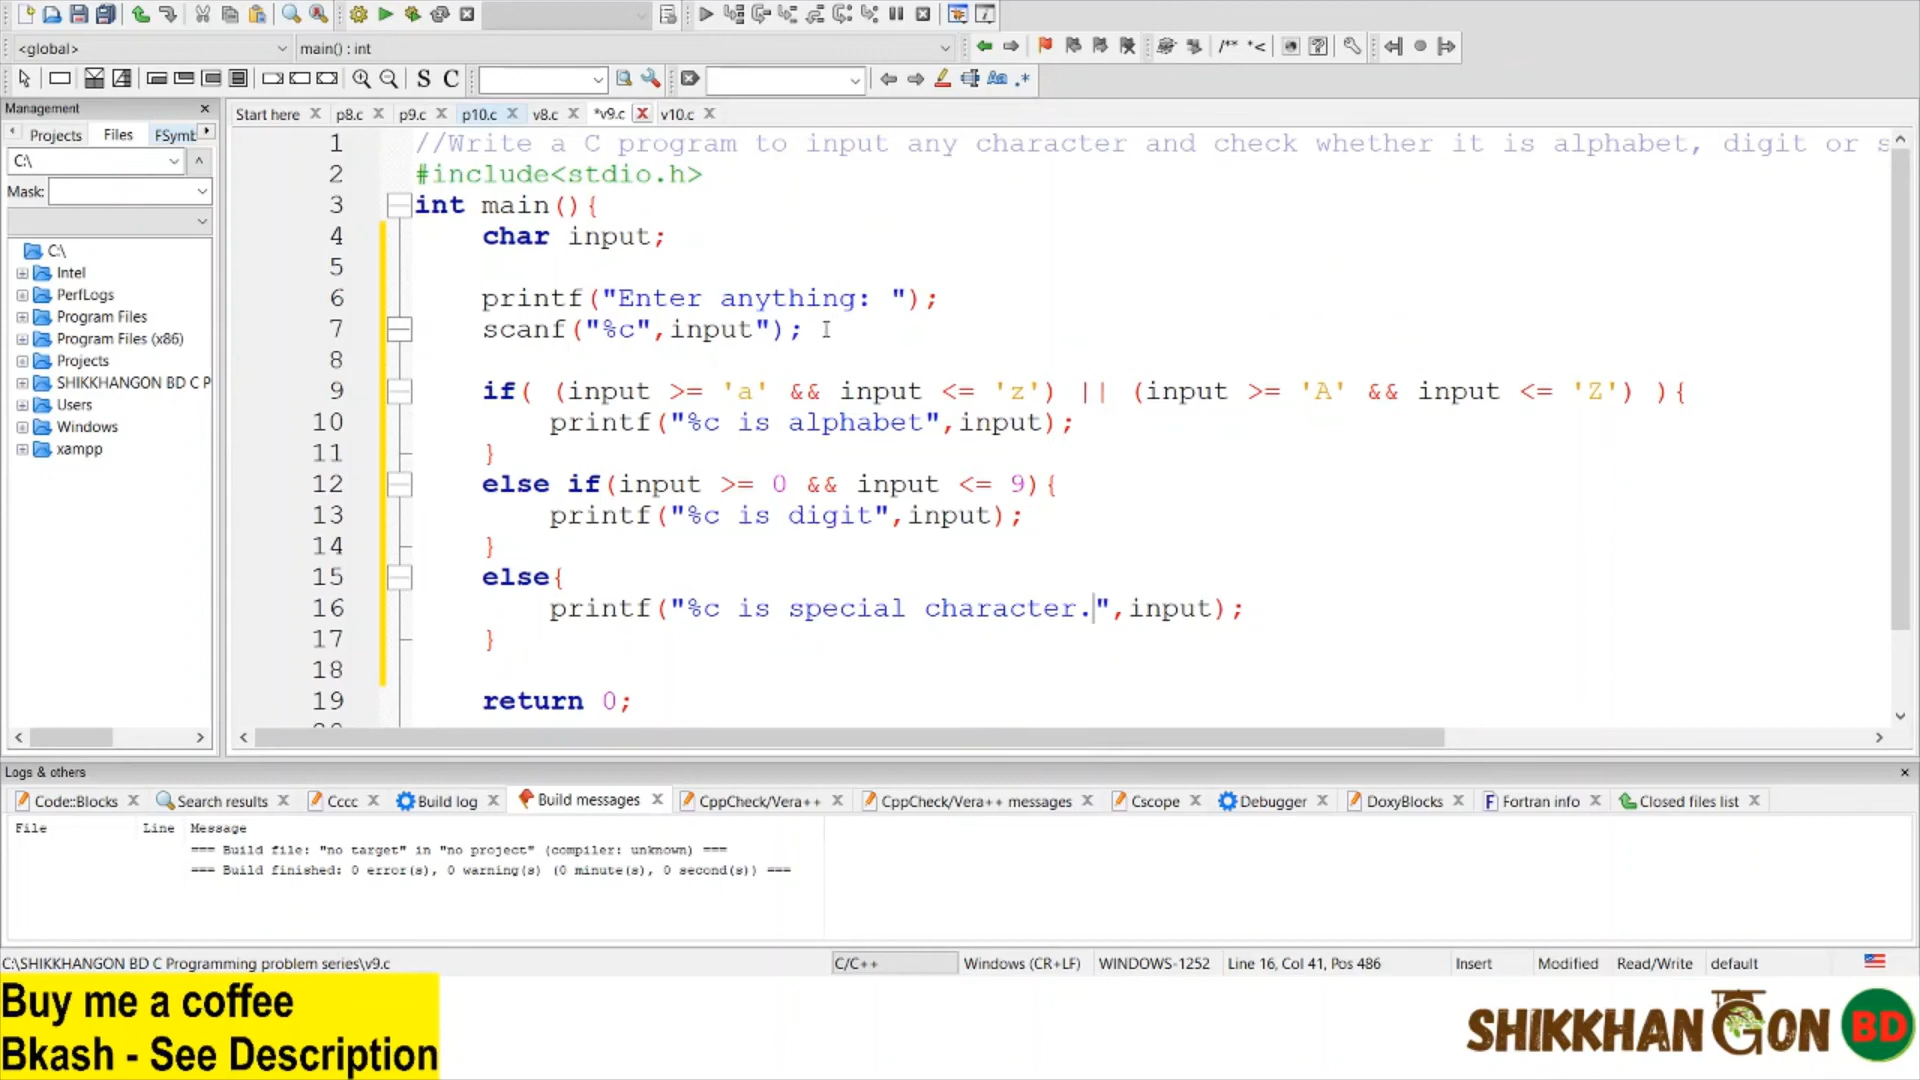 <global>
main() : int
S C
Management
Projects Files FSymb
C:\
Mask:
C:\
Intel
PerfLogs
Program Files
Program Files (x86)
Projects
SHIKKHANGON BD C P
Users
Windows
xampp
Start here p8.c p9.c p10.c v8.c *v9.c v10.c
1 //Write a C program to input any character and check whether it is alphabet, digit or s
2 #include<stdio.h>
3 int main(){
4 char input;
5
6 printf("Enter anything: ");
7 scanf("%c",input");
8
9 if( (input >= 'a' && input <= 'z') || (input >= 'A' && input <= 'Z') ){
10 printf("%c is alphabet",input);
11 }
12 else if(input >= 0 && input <= 9){
13 printf("%c is digit",input);
14 }
15 else{
16 printf("%c is special character.",input);
17 }
18
19 return 0;
Logs & others
Code::Blocks Search results Cccc Build log Build messages CppCheck/Vera++ CppCheck/Vera++ messages Cscope Debugger DoxyBlocks Fortran info Closed files list
File Line Message
=== Build file: "no target" in "no project" (compiler: unknown) ===
=== Build finished: 0 error(s), 0 warning(s) (0 minute(s), 0 second(s)) ===
C:\SHIKKHANGON BD C Programming problem series\v9.c C/C++ Windows (CR+LF) WINDOWS-1252 Line 16, Col 41, Pos 486 Insert Modified Read/Write default
Buy me a coffee
Bkash - See Description
SHIKKHANGON BD